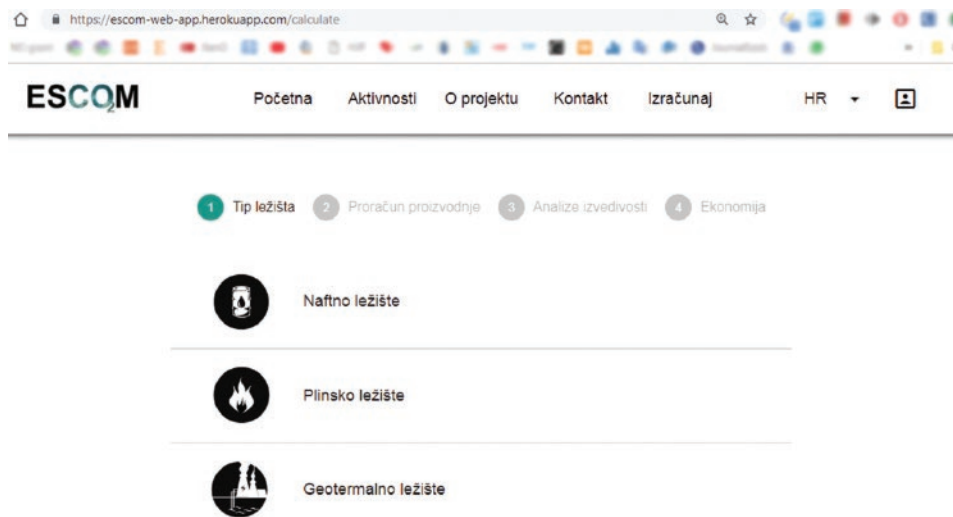 https://escom-web-app.herokuapp.com/calculate
ESCO2M
Početna Aktivnosti O projektu Kontakt Izračunaj HR
1 Tip ležišta 2 Proračun proizvodnje 3 Analize izvedivosti 4 Ekonomija
Naftno ležište
Plinsko ležište
Geotermalno ležište